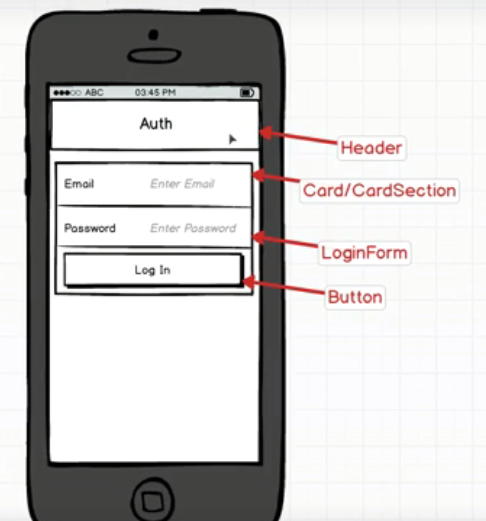 ABC 03:45 PM
Auth
Header
Card/CardSection
Email Enter Email
Password Enter Password
LoginForm
Log In
Button